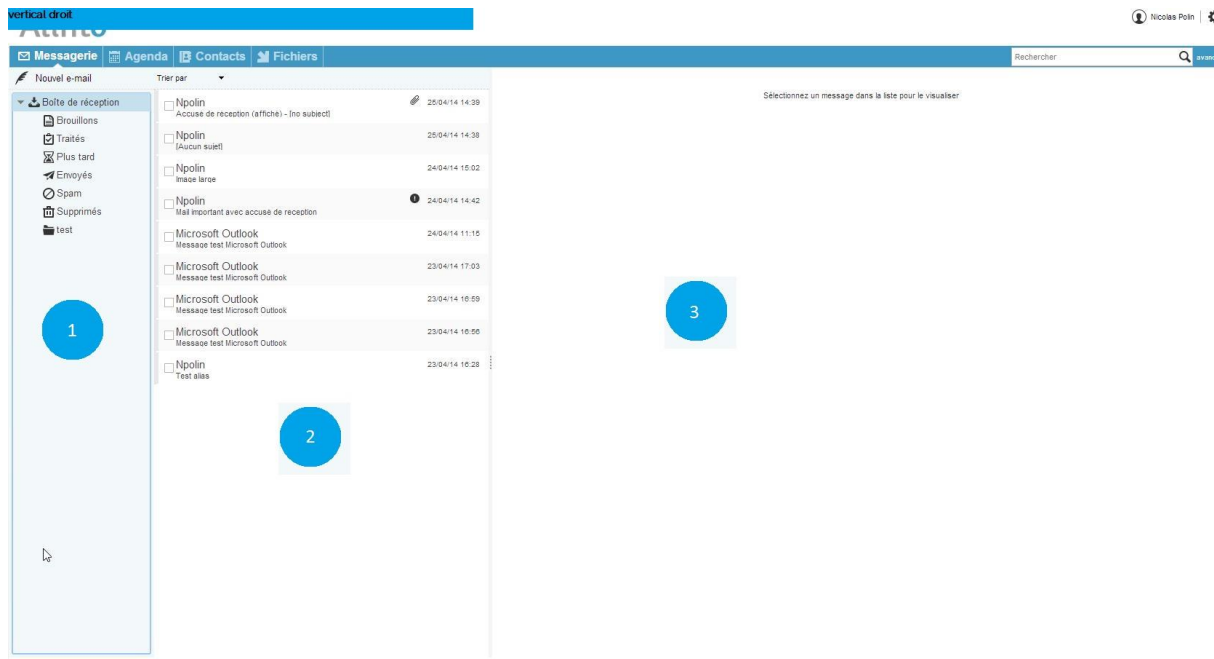 vertical droit
Nicolas Polin
Messagerie Agenda Contacts Fichiers
Rechercher
Nouvel e-mail
Trier par
Boîte de réception
Brouillons
Traités
Plus tard
Envoyés
Spam
Supprimés
test
Npolin 25/04/14 14:39
Accusé de réception (affiché) - [no subject]
Npolin 25/04/14 14:38
[Aucun sujet]
Npolin 24/04/14 15:02
Image large
Npolin 24/04/14 14:42
Mail important avec accusé de reception
Microsoft Outlook 24/04/14 11:15
Message test Microsoft Outlook
Microsoft Outlook 23/04/14 17:03
Message test Microsoft Outlook
Microsoft Outlook 23/04/14 16:59
Message test Microsoft Outlook
Microsoft Outlook 23/04/14 16:56
Message test Microsoft Outlook
Npolin 23/04/14 16:28
Test alias
Sélectionnez un message dans la liste pour le visualiser
1
2
3